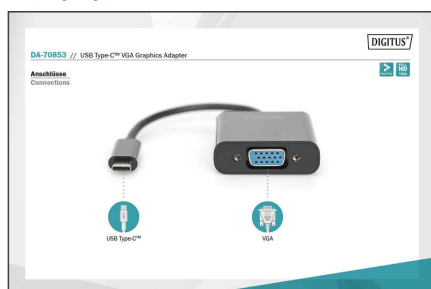 DIGITUS®
DA-70853 // USB Type-C™ VGA Graphics Adapter
Anschlüsse
Connections
USB Type-C™
VGA